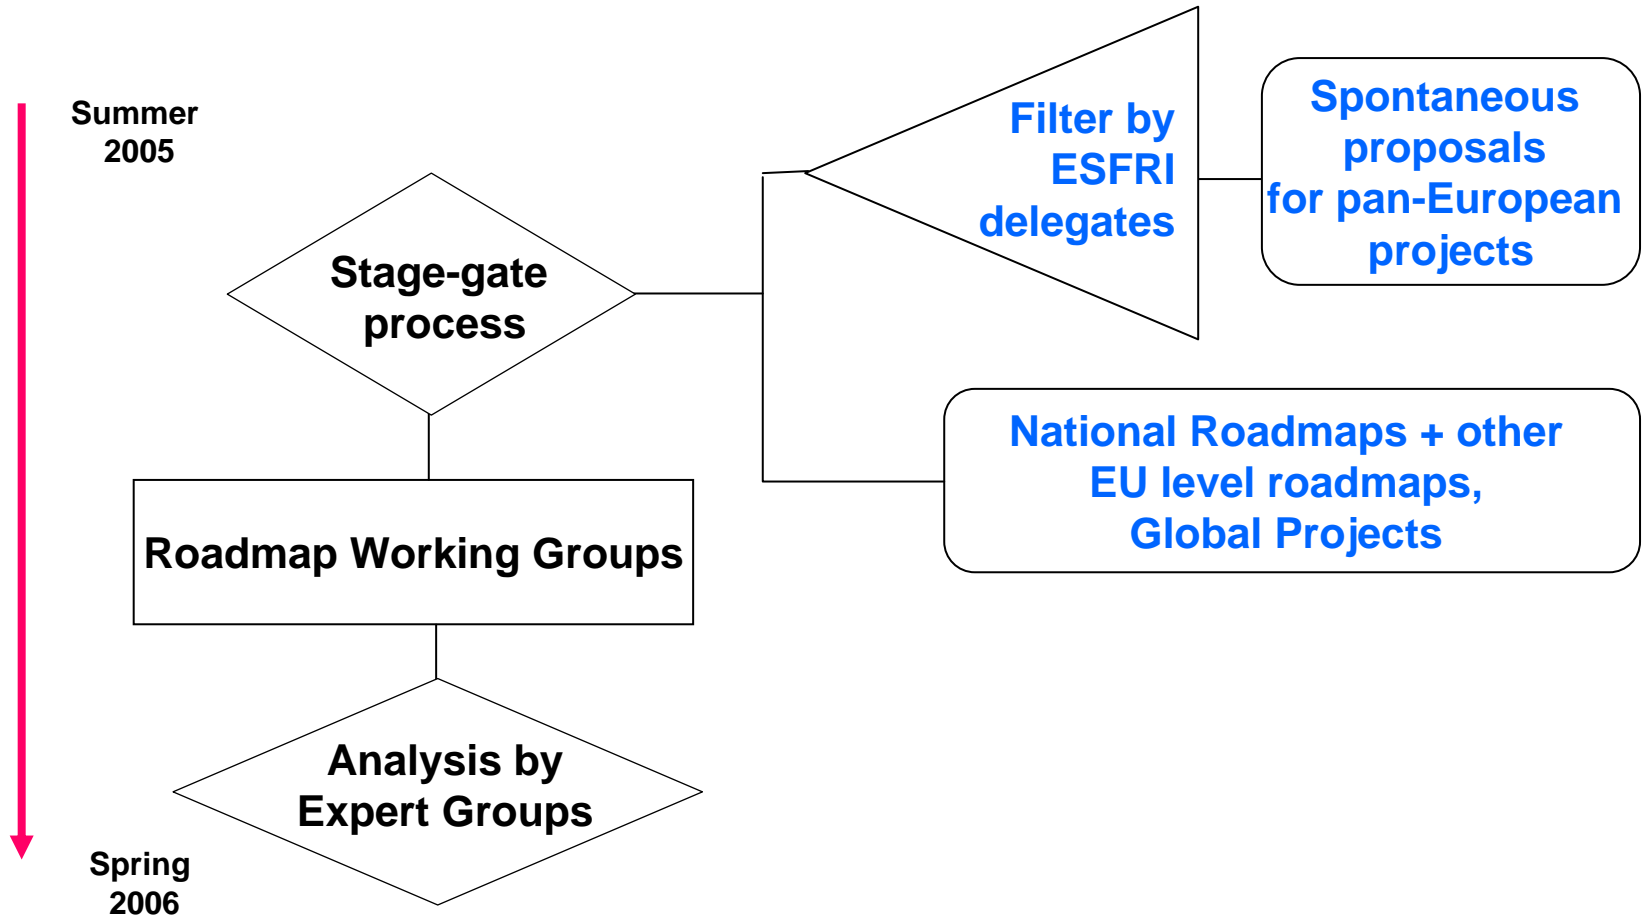 Summer
2005
Filter by
ESFRI
delegates
Spontaneous
proposals
for pan-European
projects
Stage-gate
process
National Roadmaps + other
EU level roadmaps,
Global Projects
Roadmap Working Groups
Analysis by
Expert Groups
Spring
2006